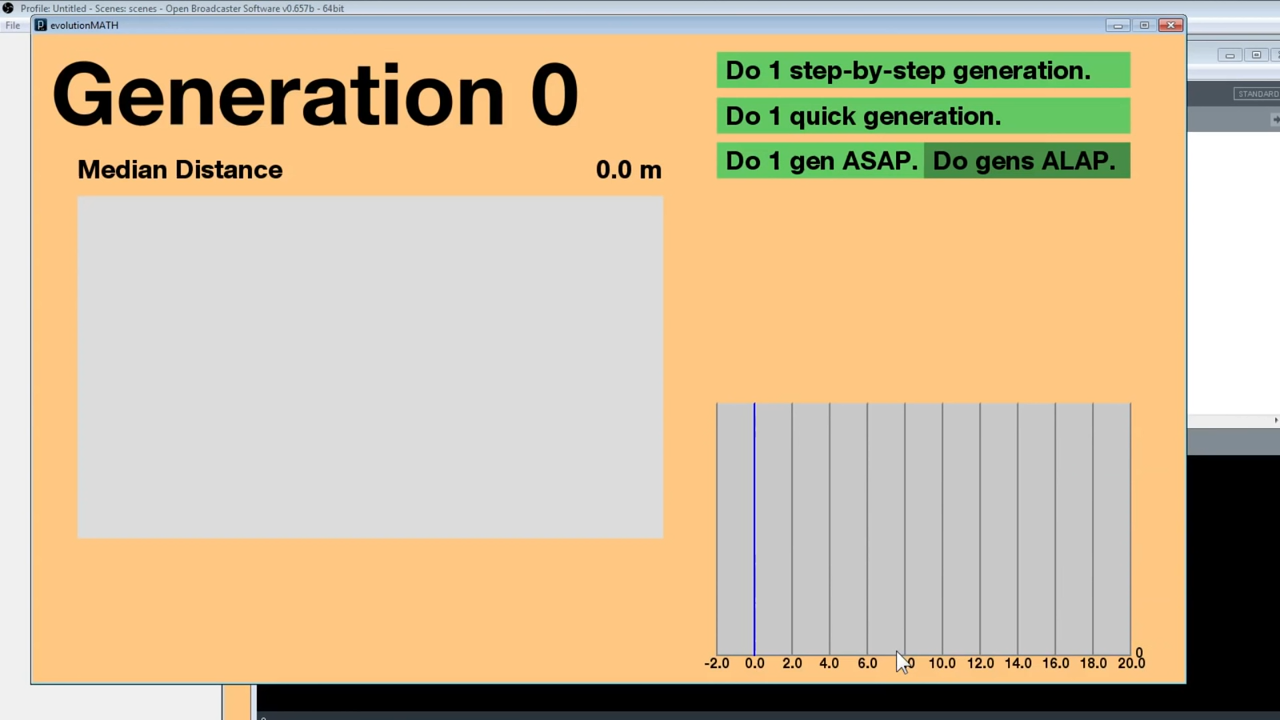 Profile: Untitled - Scenes: scenes - Open Broadcaster Software v0.657b - 64bit
File
evolutionMATH
STANDARD
Generation 0
Do 1 step-by-step generation.
Do 1 quick generation.
Do 1 gen ASAP. Do gens ALAP.
Median Distance 0.0 m
0
-2.0 0.0 2.0 4.0 6.0 10.0 12.0 14.0 16.0 18.0 20.0